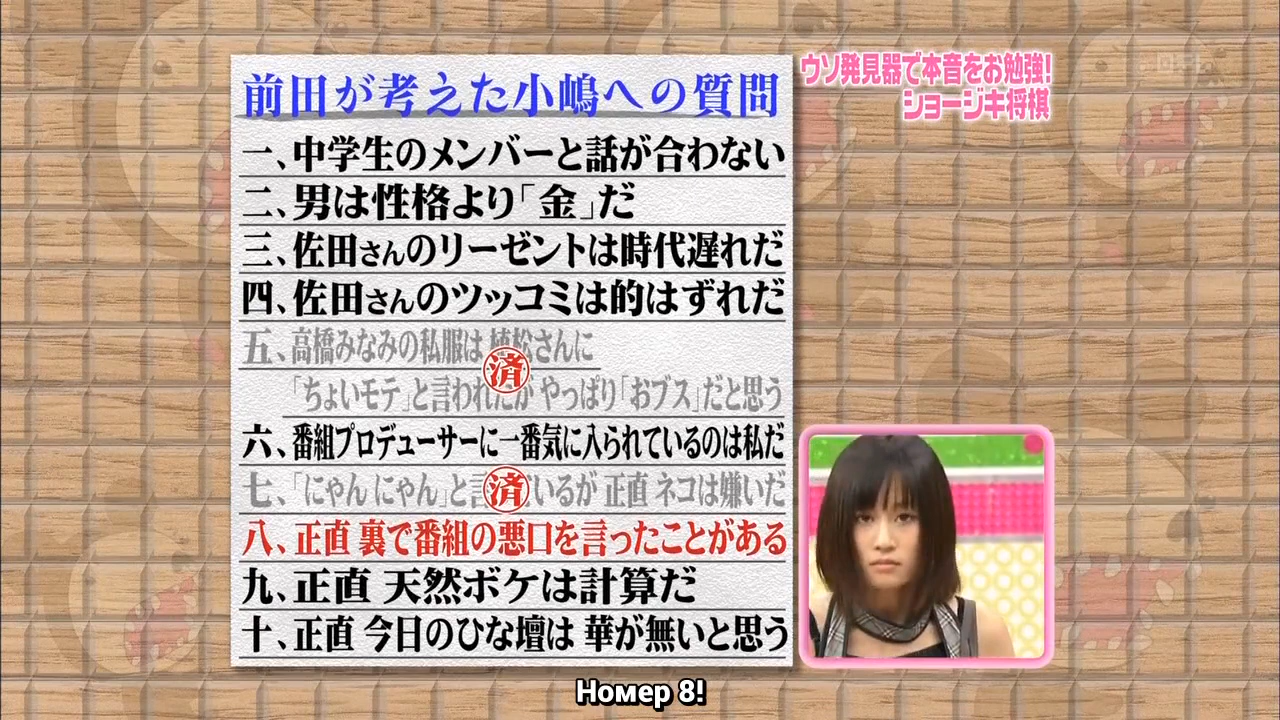 前田が考えた小嶋への質問
一、中学生のメンバーと話が合わない
二、男は性格より「金」だ
三、佐田さんのリーゼントは時代遅れだ
四、佐田さんのツッコミは的はずれだ
五、高橋みなみの私服は 植松さんに
「ちょいモテ」と言われたが やっぱり「おブス」だと思う
済
六、番組プロデューサーに一番気に入られているのは私だ
七、「にゃん にゃん」と言 いるが 正直 ネコは嫌いだ
済
八、正直 裏で番組の悪口を言ったことがある
九、正直 天然ボケは計算だ
十、正直 今日のひな壇は 華が無いと思う
ウソ発見器で本音をお勉強!
ショージキ将棋
Номер 8!